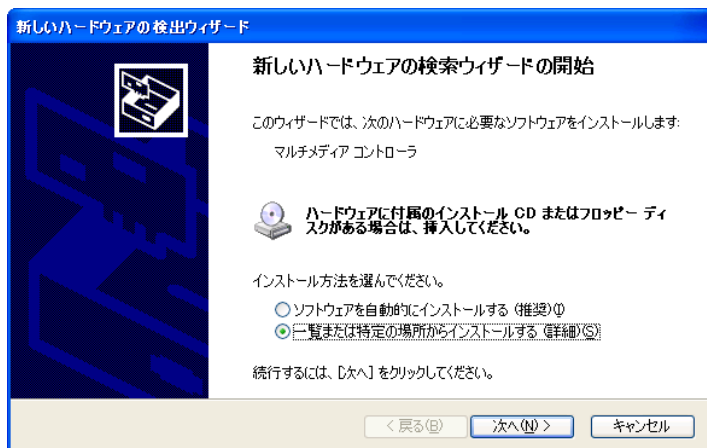 新しいハードウェアの検出ウィザード
新しいハードウェアの検索ウィザードの開始
このウィザードでは、次のハードウェアに必要なソフトウェアをインストールします:
マルチメディア コントローラ
ハードウェアに付属のインストール CD またはフロッピー ディ
スクがある場合は、挿入してください。
インストール方法を選んでください。
ソフトウェアを自動的にインストールする (推奨)(I)
一覧または特定の場所からインストールする (詳細)(S)
続行するには、[次へ] をクリックしてください。
< 戻る(B) 次へ(N) > キャンセル